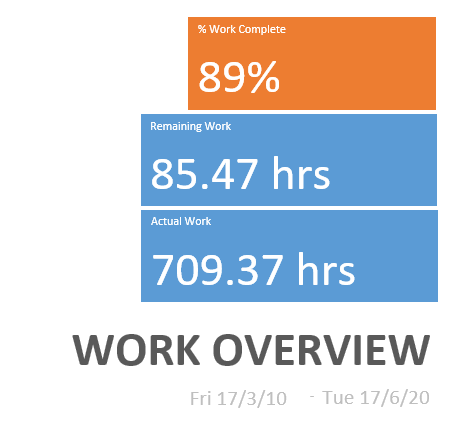 % Work Complete
89%
Remaining Work
85.47 hrs
Actual Work
709.37 hrs
WORK OVERVIEW
Fri 17/3/10 - Tue 17/6/20